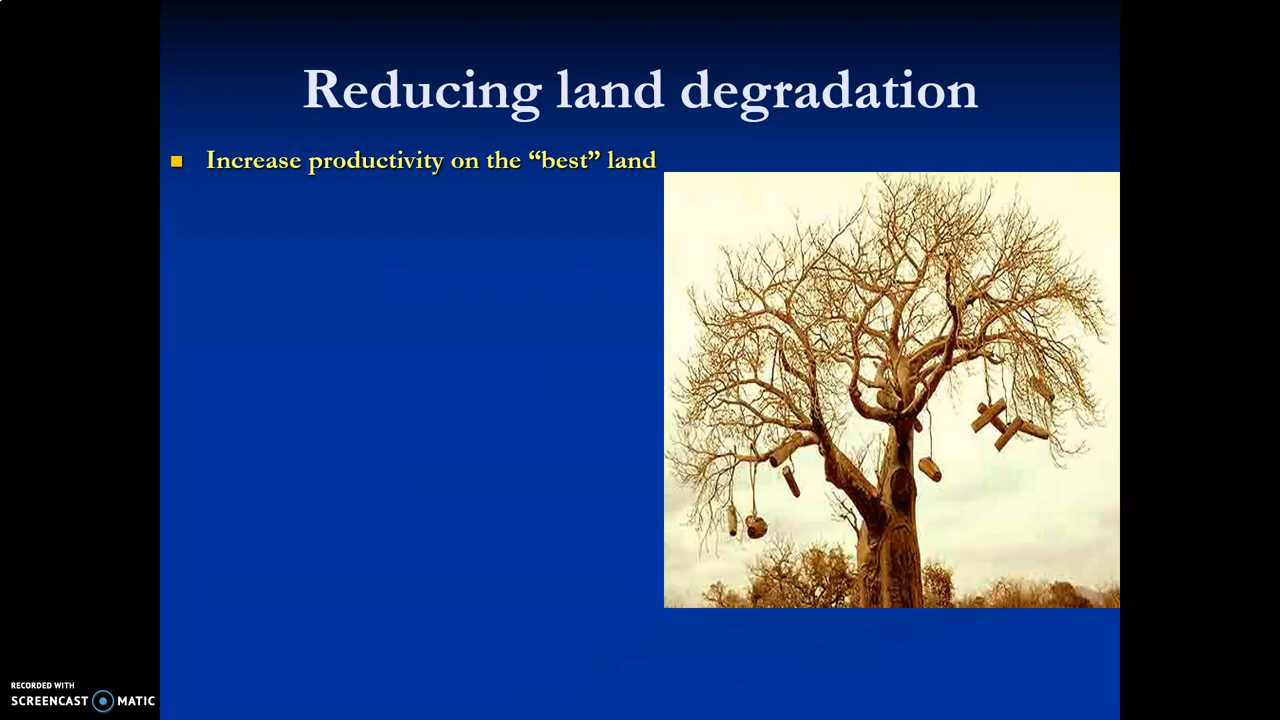 Reducing land degradation
Increase productivity on the “best” land
RECORDED WITH
SCREENCAST MATIC